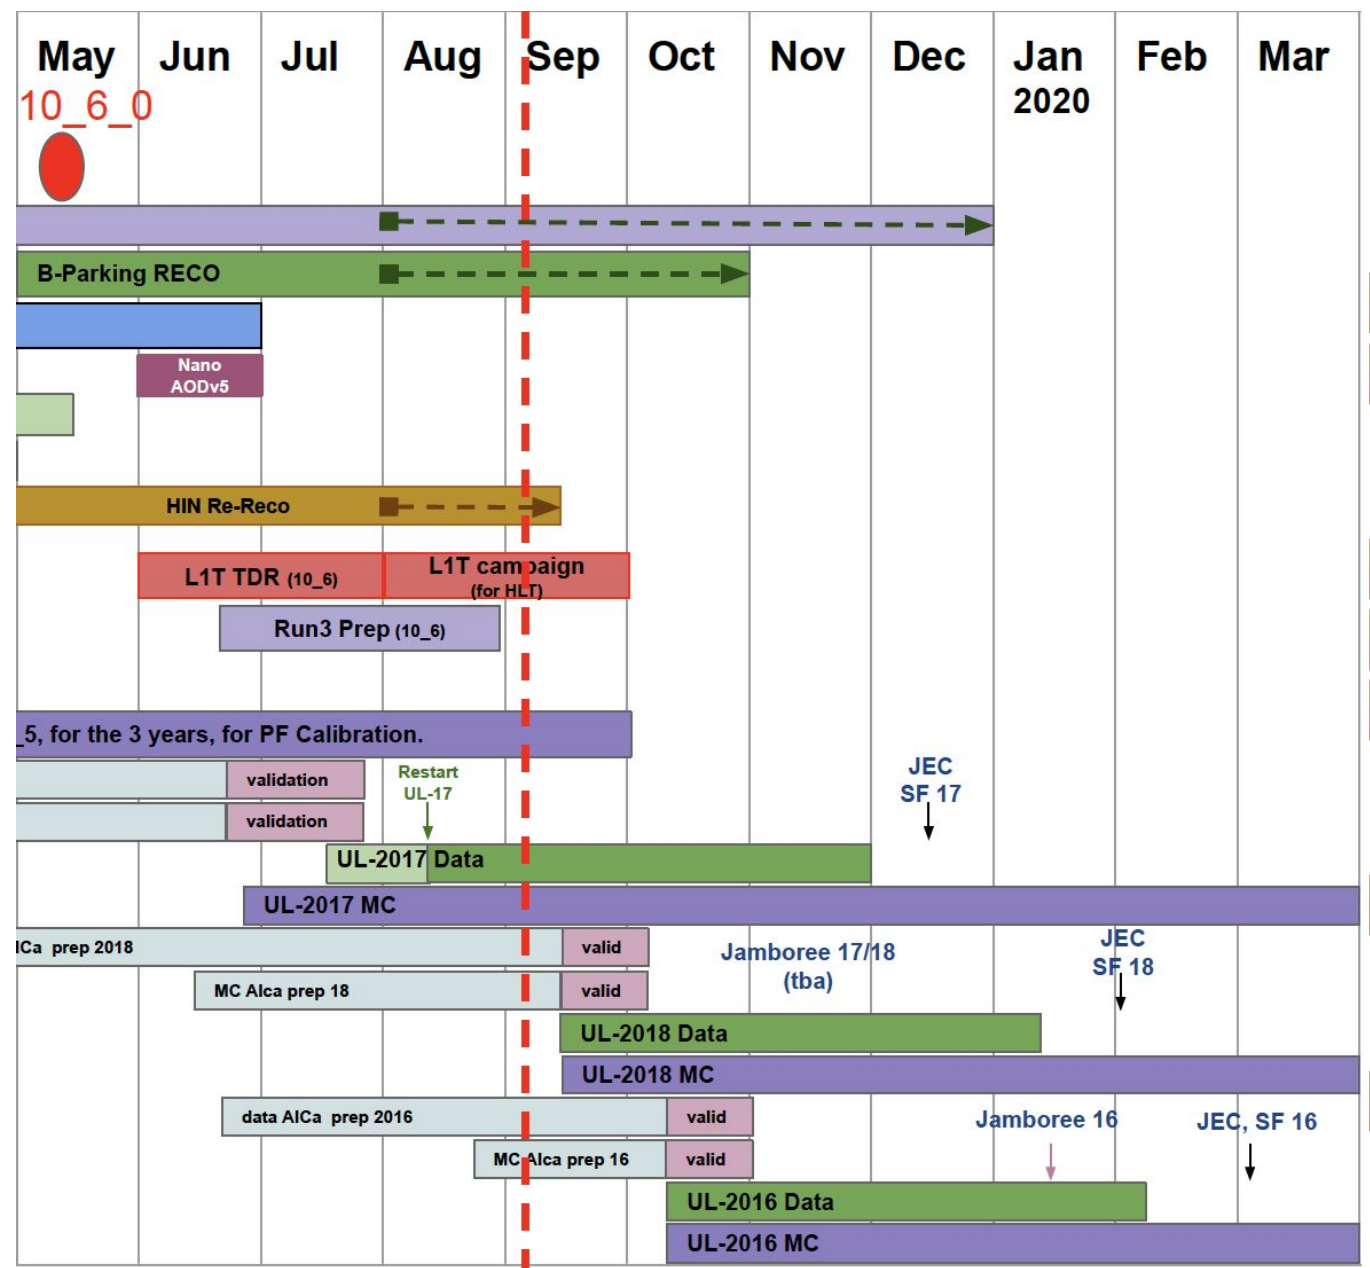 May Jun Jul Aug Sep Oct Nov Dec Jan Feb Mar
2020
10_6_0
B-Parking RECO
Nano
AODv5
HIN Re-Reco
L1T TDR (10_6)
L1T campaign
(for HLT)
Run3 Prep (10_6)
_5, for the 3 years, for PF Calibration.
validation
Restart
UL-17
JEC
SF 17
validation
UL-2017 Data
UL-2017 MC
lCa prep 2018
valid
Jamboree 17/18
(tba)
JEC
SF 18
MC Alca prep 18
valid
UL-2018 Data
UL-2018 MC
data AlCa prep 2016
valid
Jamboree 16
JEC, SF 16
MC Alca prep 16
valid
UL-2016 Data
UL-2016 MC